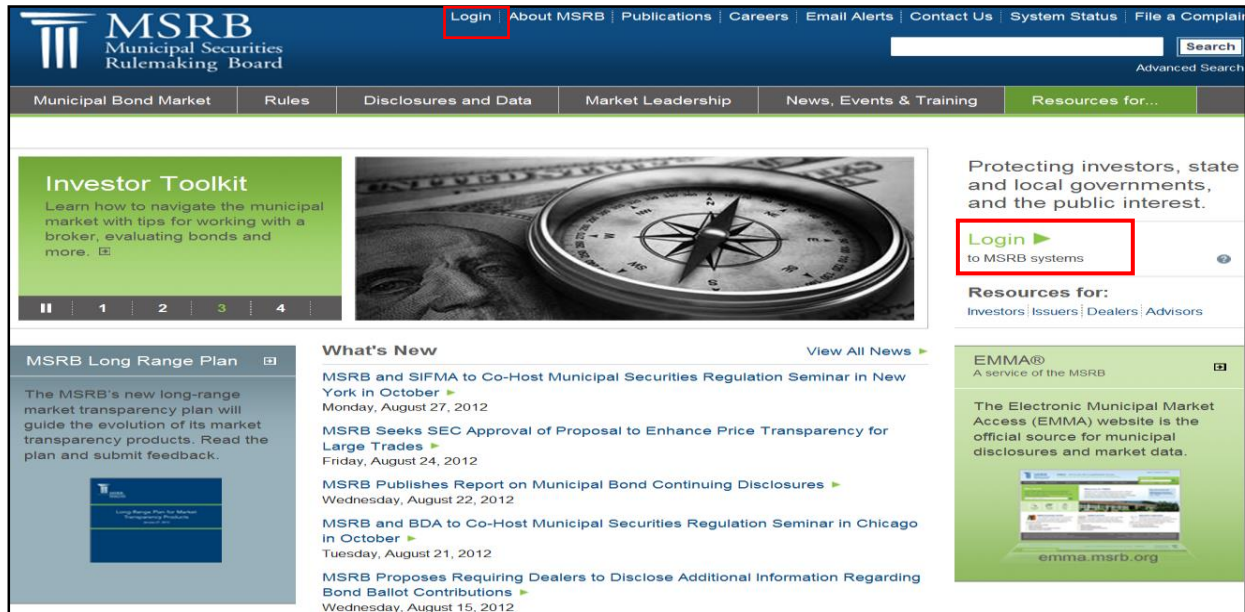 MSRB
Municipal Securities
Rulemaking Board
Login About MSRB Publications Careers Email Alerts Contact Us System Status File a Complain
Search
Advanced Search
Municipal Bond Market Rules Disclosures and Data Market Leadership News, Events & Training Resources for...
Investor Toolkit
Learn how to navigate the municipal
market with tips for working with a
broker, evaluating bonds and
more.
1 2 3 4
Protecting investors, state
and local governments,
and the public interest.
Login
to MSRB systems
?
Resources for:
Investors Issuers Dealers Advisors
MSRB Long Range Plan
The MSRB's new long-range
market transparency plan will
guide the evolution of its market
transparency products. Read the
plan and submit feedback.
Long-Range Plan for Market
Transparency Products
What's New
View All News
MSRB and SIFMA to Co-Host Municipal Securities Regulation Seminar in New
York in October
Monday, August 27, 2012
MSRB Seeks SEC Approval of Proposal to Enhance Price Transparency for
Large Trades
Friday, August 24, 2012
MSRB Publishes Report on Municipal Bond Continuing Disclosures
Wednesday, August 22, 2012
MSRB and BDA to Co-Host Municipal Securities Regulation Seminar in Chicago
in October
Tuesday, August 21, 2012
MSRB Proposes Requiring Dealers to Disclose Additional Information Regarding
Bond Ballot Contributions
Wednesday, August 15, 2012
EMMA®
A service of the MSRB
The Electronic Municipal Market
Access (EMMA) website is the
official source for municipal
disclosures and market data.
emma.msrb.org